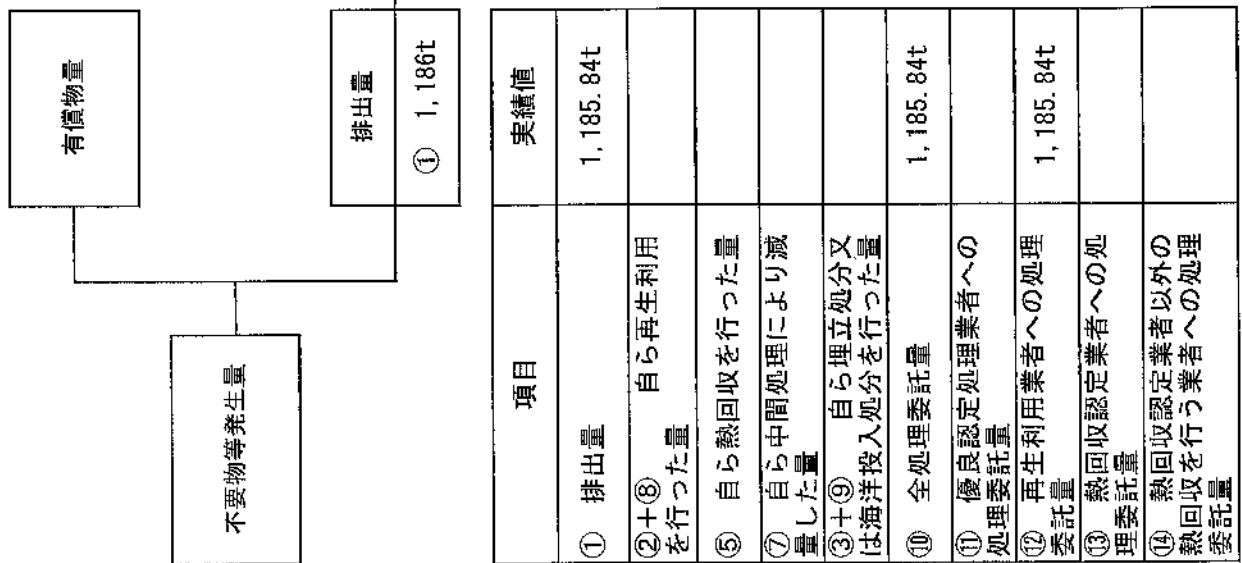 有償物量
不要物等発生量
排出量
① 1,186t
項目
実績値
① 排出量
1,185.84t
②+⑧ 自ら再生利用
を行った量
⑤ 自ら熱回収を行った量
⑦ 自ら中間処理により減
量した量
③+⑨ 自ら埋立処分又
は海洋投入処分を行った量
⑩ 全処理委託量
1,185.84t
⑪ 優良認定処理業者への
処理委託量
⑫ 再生利用業者への処理
委託量
1,185.84t
⑬ 熱回収認定業者への処
理委託量
⑭ 熱回収認定業者以外の
熱回収を行う業者への処理
委託量